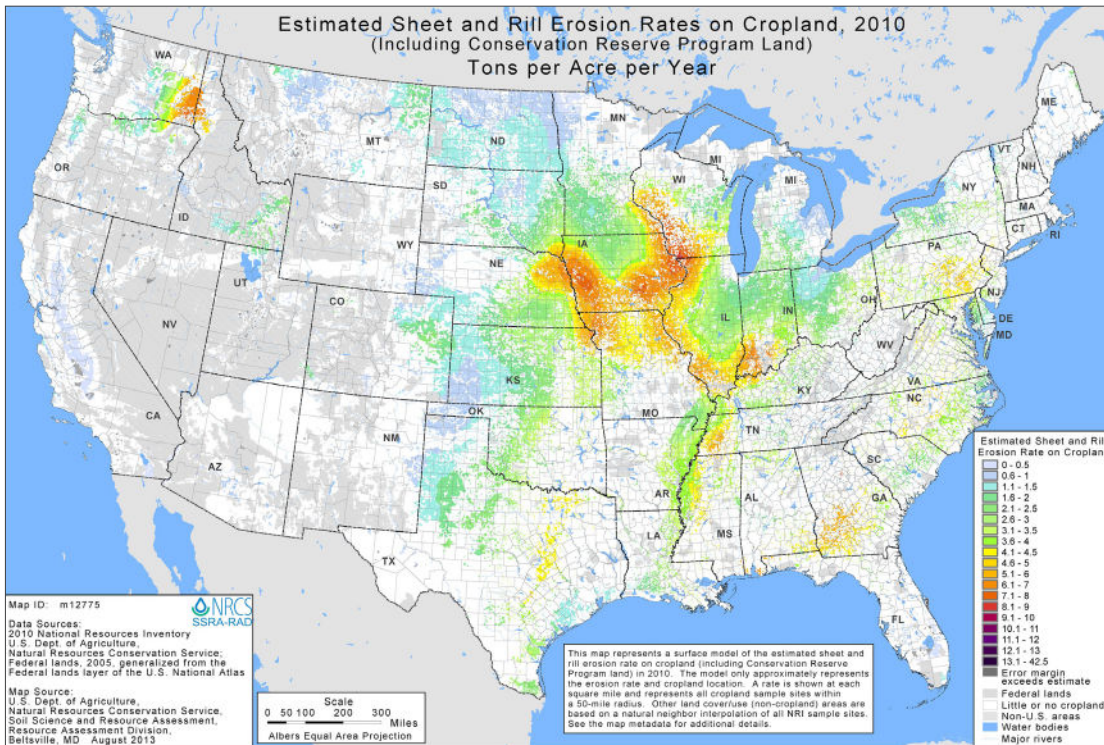 Estimated Sheet and Rill Erosion Rates on Cropland, 2010
(Including Conservation Reserve Program Land)
Tons per Acre per Year
WA
OR
ID
MT
ND
SD
MN
WI
MI
MI
ME
VT
NH
NY
MA
CT
RI
PA
NJ
DE
MD
WY
NE
IA
IL
IN
OH
WV
VA
NC
KY
TN
SC
GA
AL
MS
FL
NV
UT
CO
KS
MO
CA
AZ
NM
OK
AR
LA
TX
Estimated Sheet and Rill
Erosion Rate on Cropland
0 - 0.5
0.6 - 1
1.1 - 1.5
1.6 - 2
2.1 - 2.5
2.6 - 3
3.1 - 3.5
3.6 - 4
4.1 - 4.5
4.6 - 5
5.1 - 6
6.1 - 7
7.1 - 8
8.1 - 9
9.1 - 10
10.1 - 11
11.1 - 12
12.1 - 13
13.1 - 42.5
Error margin
exceeds estimate
Federal lands
Little or no cropland
Non-U.S. areas
Water bodies
Major rivers
Map ID: m12775
NRCS
SSRA-RAD
Data Sources:
2010 National Resources Inventory
U.S. Dept. of Agriculture,
Natural Resources Conservation Service;
Federal lands, 2005, generalized from the
Federal lands layer of the U.S. National Atlas
Map Source:
U.S. Dept. of Agriculture,
Natural Resources Conservation Service,
Soil Science and Resource Assessment,
Resource Assessment Division,
Beltsville, MD August 2013
Scale
0 50 100 200 300
Miles
Albers Equal Area Projection
This map represents a surface model of the estimated sheet and
rill erosion rate on cropland (including Conservation Reserve
Program land) in 2010. The model only approximately represents
the erosion rate and cropland location. A rate is shown at each
square mile and represents all cropland sample sites within
a 50-mile radius. Other land cover/use (non-cropland) areas are
based on a natural neighbor interpolation of all NRI sample sites.
See the map metadata for additional details.